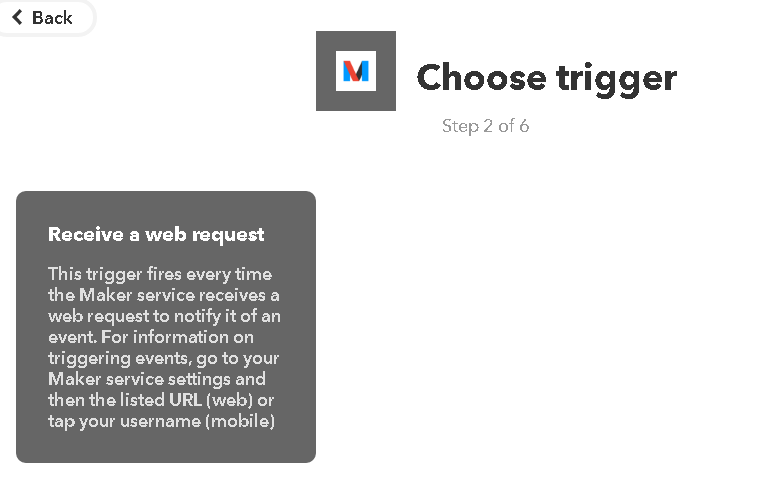 Back
Choose trigger
Step 2 of 6
Receive a web request
This trigger fires every time
the Maker service receives a
web request to notify it of an
event. For information on
triggering events, go to your
Maker service settings and
then the listed URL (web) or
tap your username (mobile)